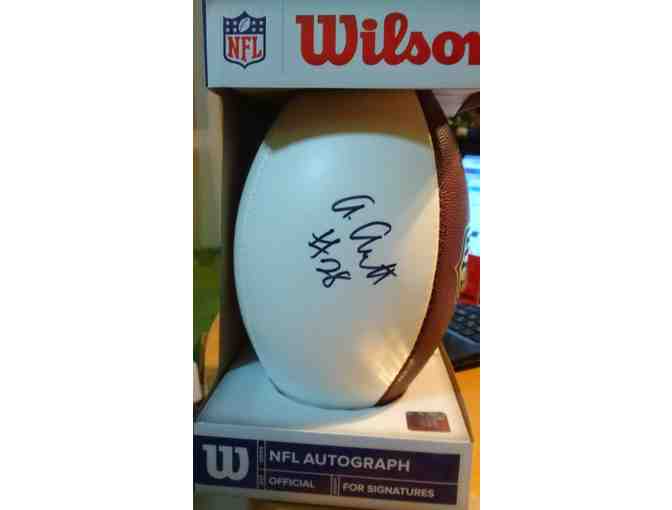 NFL
Wilson
#28
W
NFL AUTOGRAPH
OFFICIAL
FOR SIGNATURES